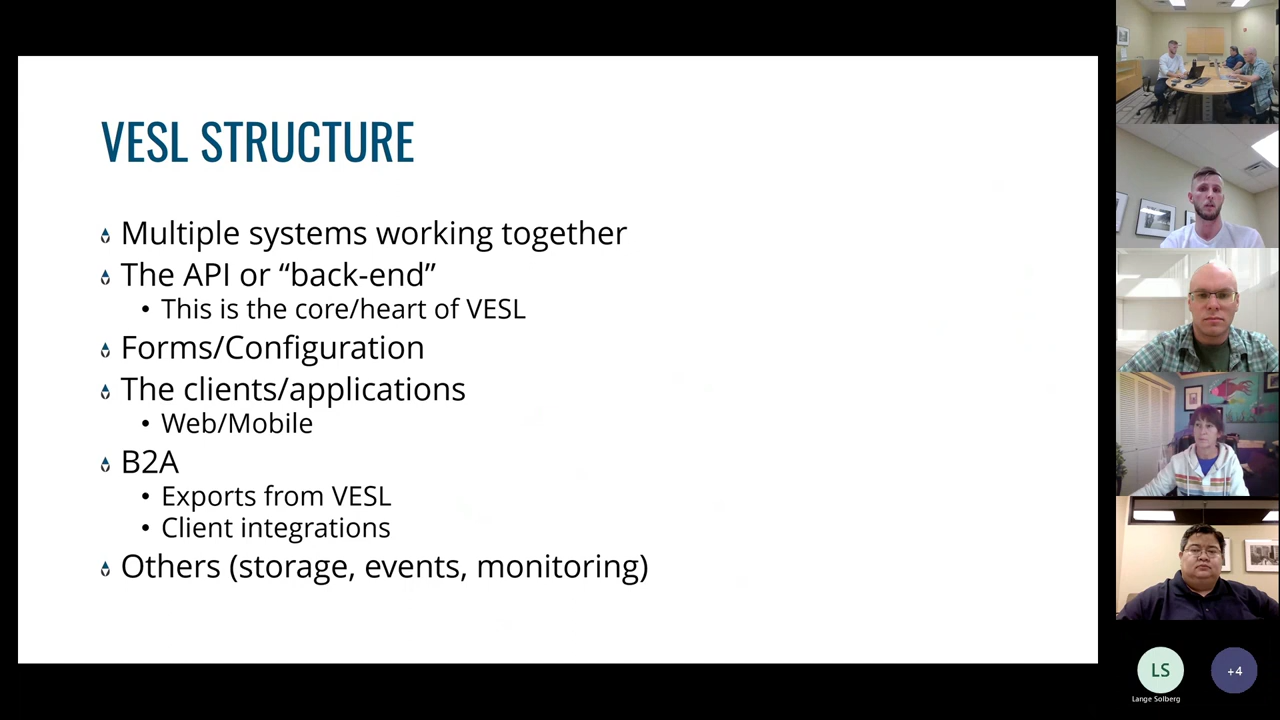 VESL STRUCTURE
Multiple systems working together
The API or “back-end”
• This is the core/heart of VESL
Forms/Configuration
The clients/applications
• Web/Mobile
B2A
• Exports from VESL
• Client integrations
Others (storage, events, monitoring)
LS
+4
Lange Solberg